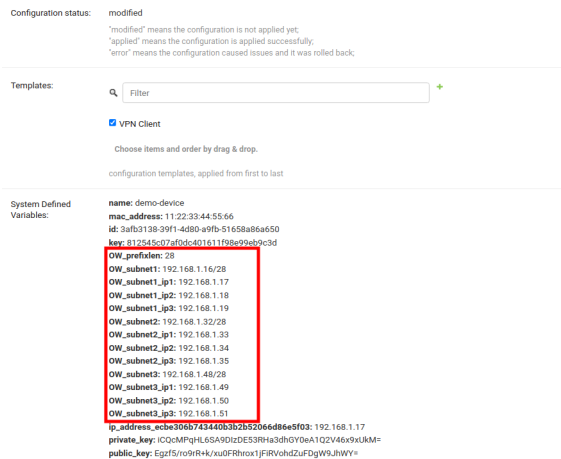 Configuration status: modified
"modified" means the configuration is not applied yet;
"applied" means the configuration is applied successfully;
"error" means the configuration caused issues and it was rolled back;
Templates:
Filter
VPN Client
Choose items and order by drag & drop.
configuration templates, applied from first to last
System Defined Variables:
name: demo-device
mac_address: 11:22:33:44:55:66
id: 3afb3138-39f1-4d80-a9fb-51658a86a650
key: 812545c07af0dc401611f98e99eb9c3d
OW_prefixlen: 28
OW_subnet1: 192.168.1.16/28
OW_subnet1_ip1: 192.168.1.17
OW_subnet1_ip2: 192.168.1.18
OW_subnet1_ip3: 192.168.1.19
OW_subnet2: 192.168.1.32/28
OW_subnet2_ip1: 192.168.1.33
OW_subnet2_ip2: 192.168.1.34
OW_subnet2_ip3: 192.168.1.35
OW_subnet3: 192.168.1.48/28
OW_subnet3_ip1: 192.168.1.49
OW_subnet3_ip2: 192.168.1.50
OW_subnet3_ip3: 192.168.1.51
ip_address_ecbe306b743440b3b2b52066d86e5f03: 192.168.1.17
private_key: iCQcMPqHL6SA9DIzDE53RHa3dhGY0eA1Q2V46x9xUkM=
public_key: Egzf5/ro9rR+k/xu0FRhrox1jFiRVohdZuFDgW9JhWY=